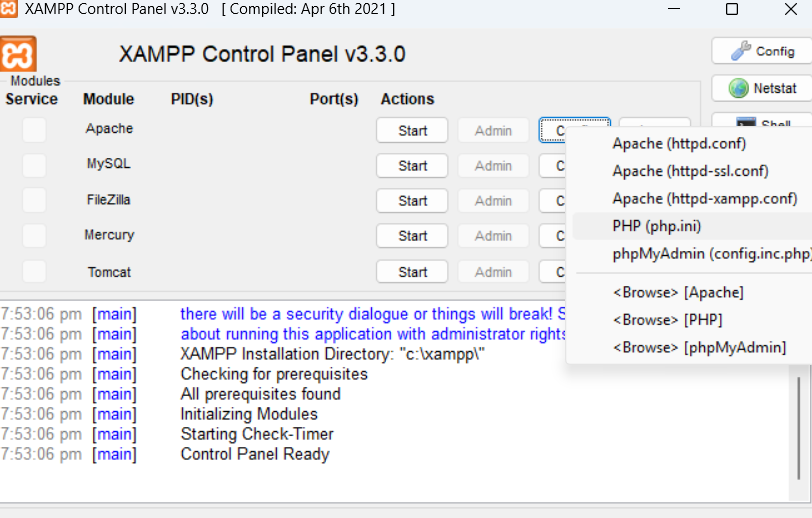 XAMPP Control Panel v3.3.0 [ Compiled: Apr 6th 2021 ]
XAMPP Control Panel v3.3.0
Config
Modules
Service Module PID(s) Port(s) Actions
Netstat
Shell
Apache Start Admin
MySQL Start Admin
FileZilla Start Admin
Mercury Start Admin
Tomcat Start Admin
Apache (httpd.conf)
Apache (httpd-ssl.conf)
Apache (httpd-xampp.conf)
PHP (php.ini)
phpMyAdmin (config.inc.php)
<Browse> [Apache]
<Browse> [PHP]
<Browse> [phpMyAdmin]
7:53:06 pm [main] there will be a security dialogue or things will break! S
7:53:06 pm [main] about running this application with administrator rights
7:53:06 pm [main] XAMPP Installation Directory: "c:\xampp\"
7:53:06 pm [main] Checking for prerequisites
7:53:06 pm [main] All prerequisites found
7:53:06 pm [main] Initializing Modules
7:53:06 pm [main] Starting Check-Timer
7:53:06 pm [main] Control Panel Ready